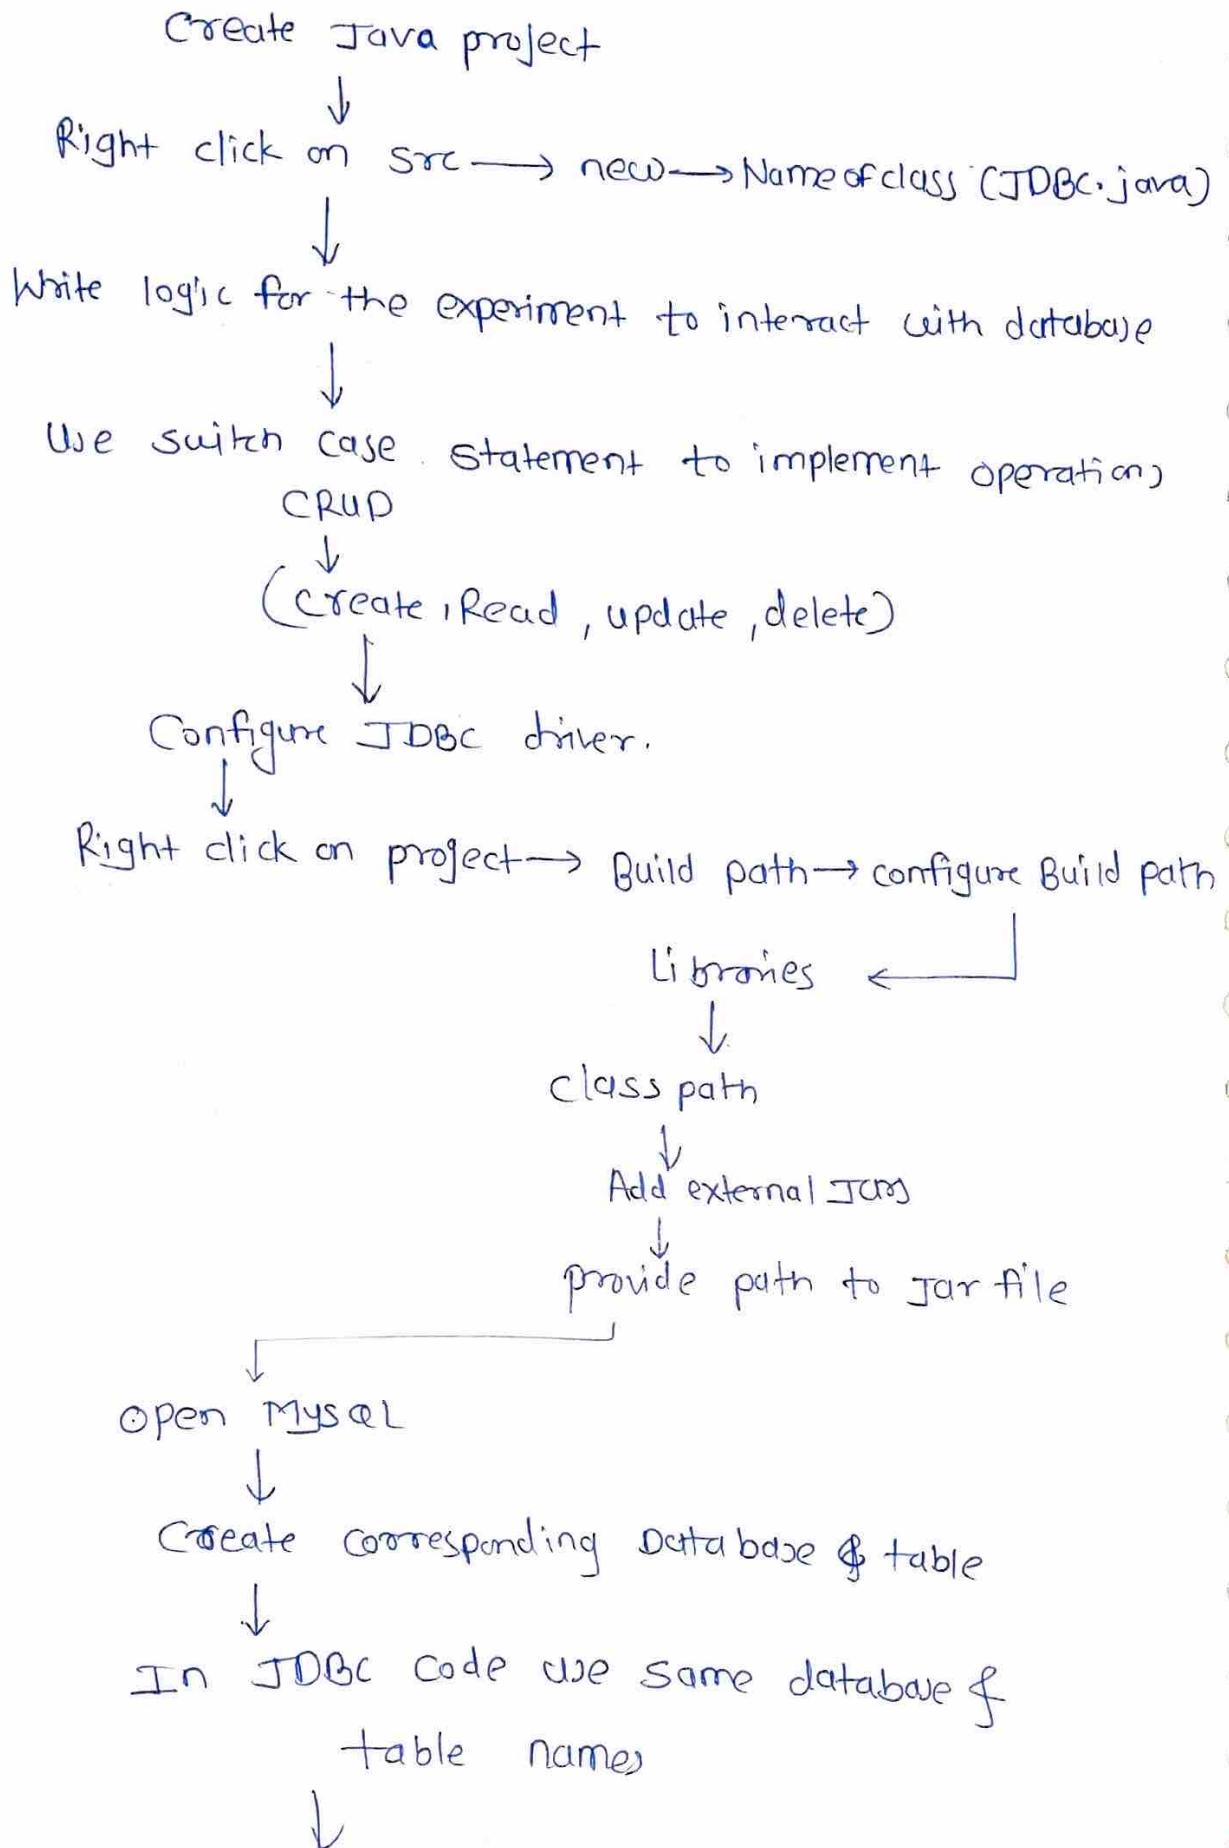 Create Java project
↓
Right click on src → new → Name of class (JDBC.java)
↓
Write logic for the experiment to interact with database
↓
Use switch case statement to implement operations
CRUD
↓
(Create, Read, update, delete)
↓
Configure JDBC driver.
↓
Right click on project → Build path → configure Build path
Libraries ←
↓
Class path
↓
Add external Jars
↓
provide path to Jar file
↓
Open MySQL
↓
Create corresponding Database & table
↓
In JDBC code use same database &
table names
↓